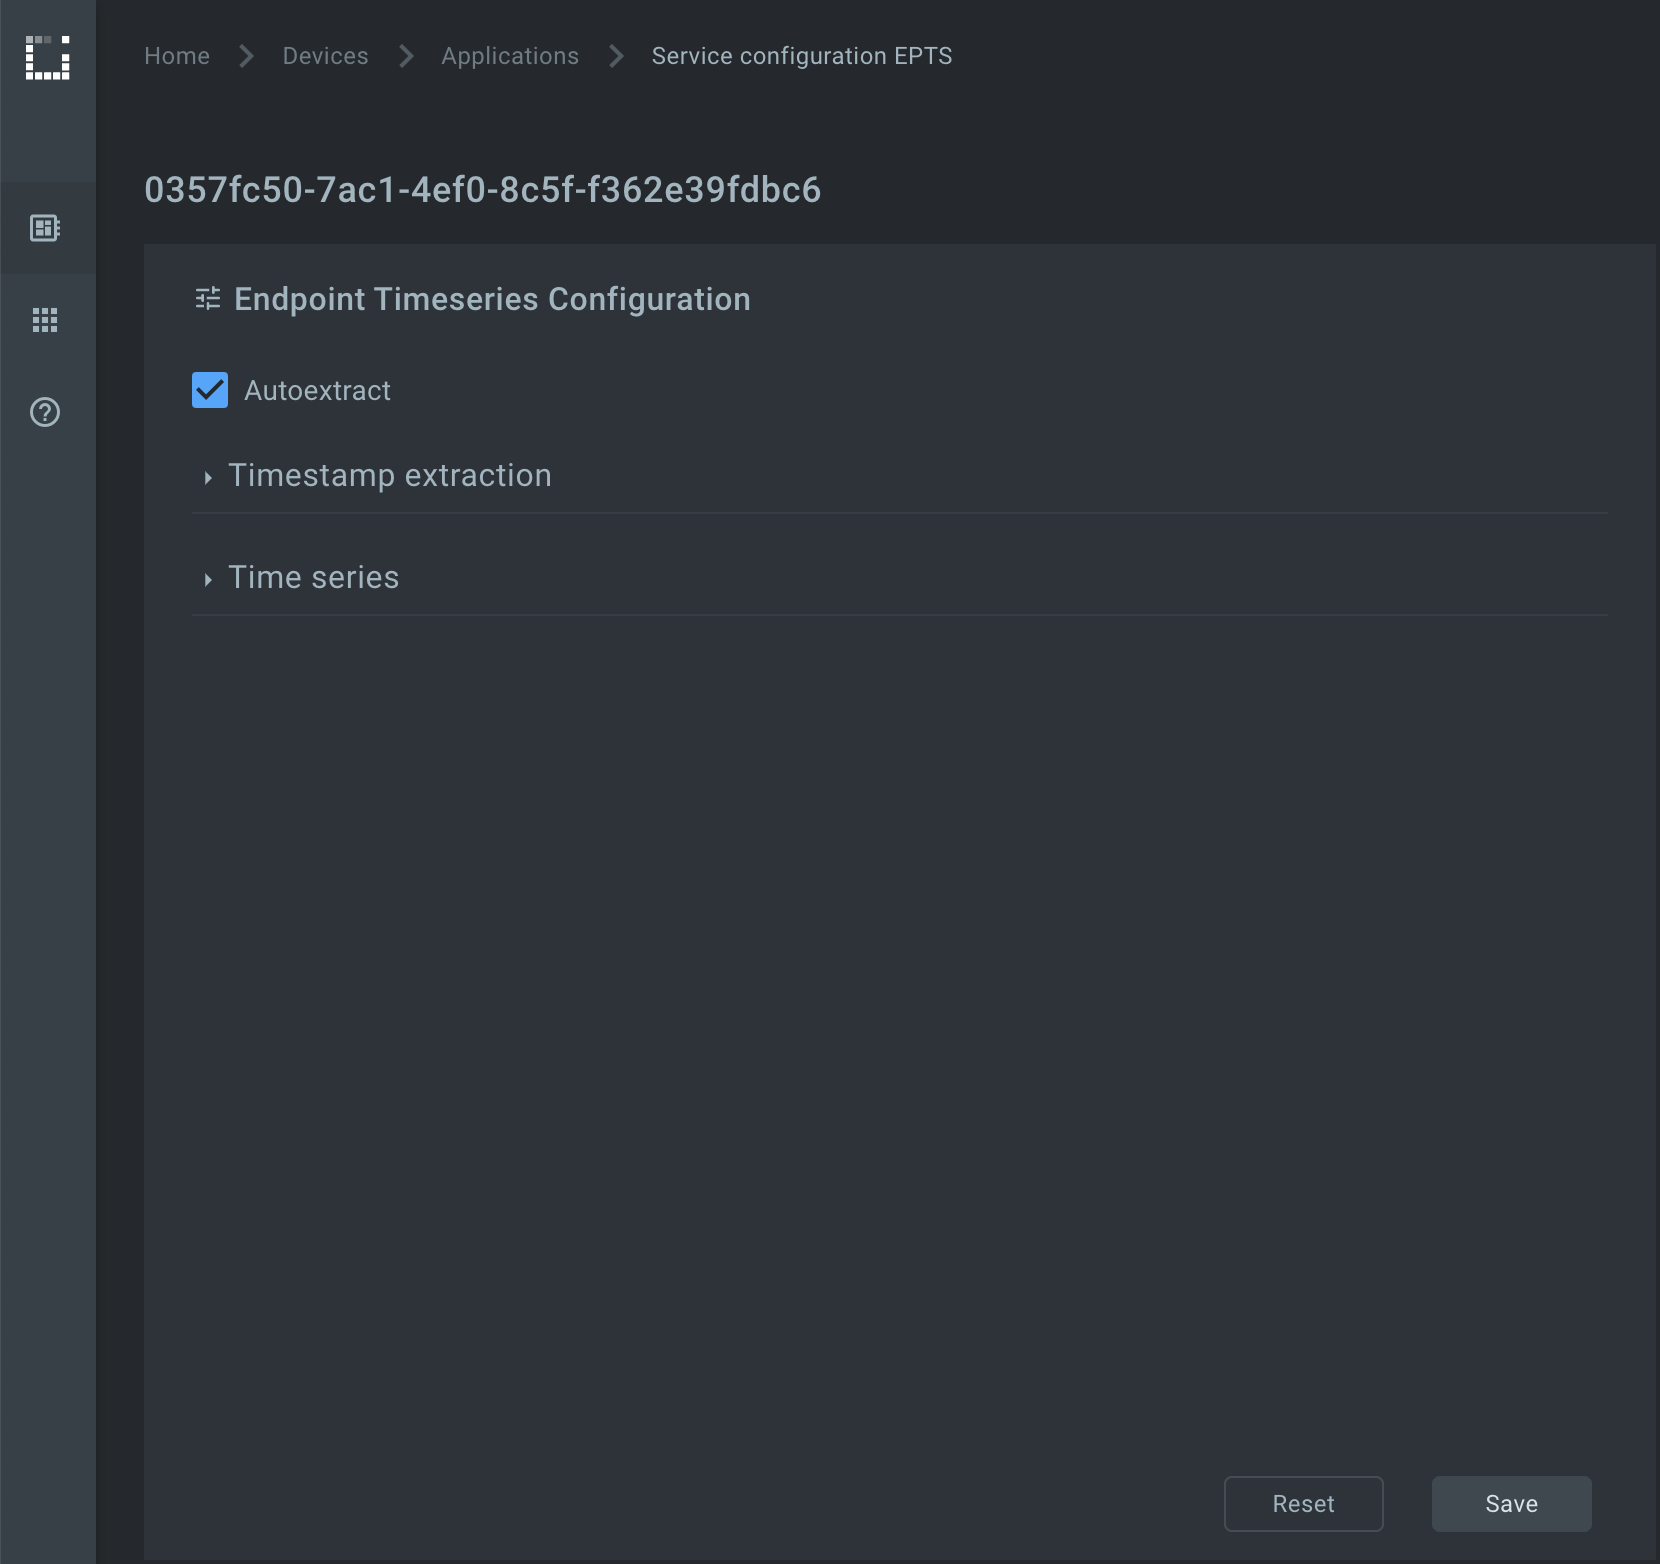 Home Devices Applications Service configuration EPTS
0357fc50-7ac1-4ef0-8c5f-f362e39fdbc6
Endpoint Timeseries Configuration
Autoextract
Timestamp extraction
Time series
Reset Save